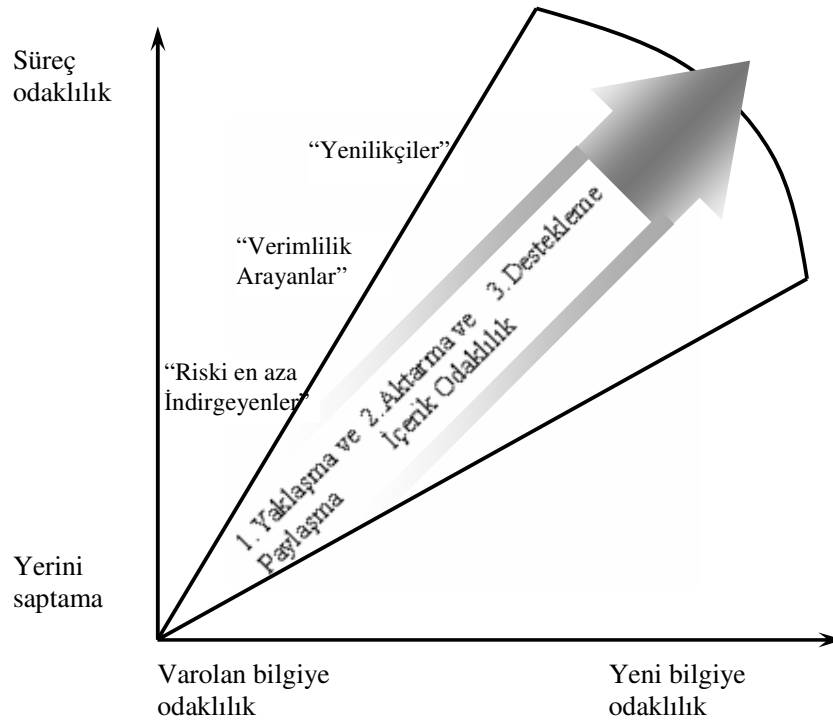 Süreç
odaklılık
“Yenilikçiler”
“Verimlilik
Arayanlar”
“Riski en aza
İndirgeyenler”
1.Yaklaşma ve
Paylaşma
2.Aktarma ve
İçerik Odaklılık
3.Destekleme
Yerini
saptama
Varolan bilgiye
odaklılık
Yeni bilgiye
odaklılık